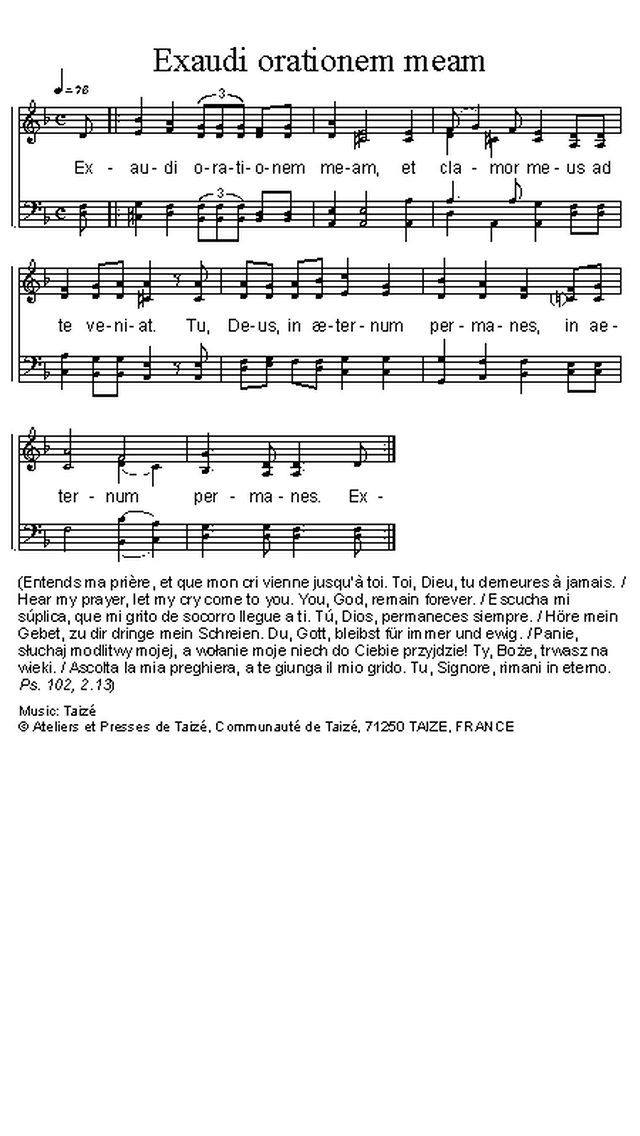 Exaudi orationem meam
♩=78
3
Ex - au-di o-ra-ti-o-nem me-am, et cla - mor me-us ad
3
te ve-ni-at. Tu, De-us, in æ-ter-num per-ma-nes, in ae-
ter - num per - ma - nes. Ex -
(Entends ma prière, et que mon cri vienne jusqu'à toi. Toi, Dieu, tu demeures à jamais. /
Hear my prayer, let my cry come to you. You, God, remain forever. / Escucha mi
súplica, que mi grito de socorro llegue a ti. Tú, Dios, permaneces siempre. / Höre mein
Gebet, zu dir dringe mein Schreien. Du, Gott, bleibst für immer und ewig. / Panie,
słuchaj modlitwy mojej, a wołanie moje niech do Ciebie przyjdzie! Ty, Boże, trwasz na
wieki. / Ascolta la mia preghiera, a te giunga il mio grido. Tu, Signore, rimani in eterno.
Ps. 102, 2.13)
Music: Taizé
© Ateliers et Presses de Taizé, Communauté de Taizé, 71250 TAIZE, FRANCE